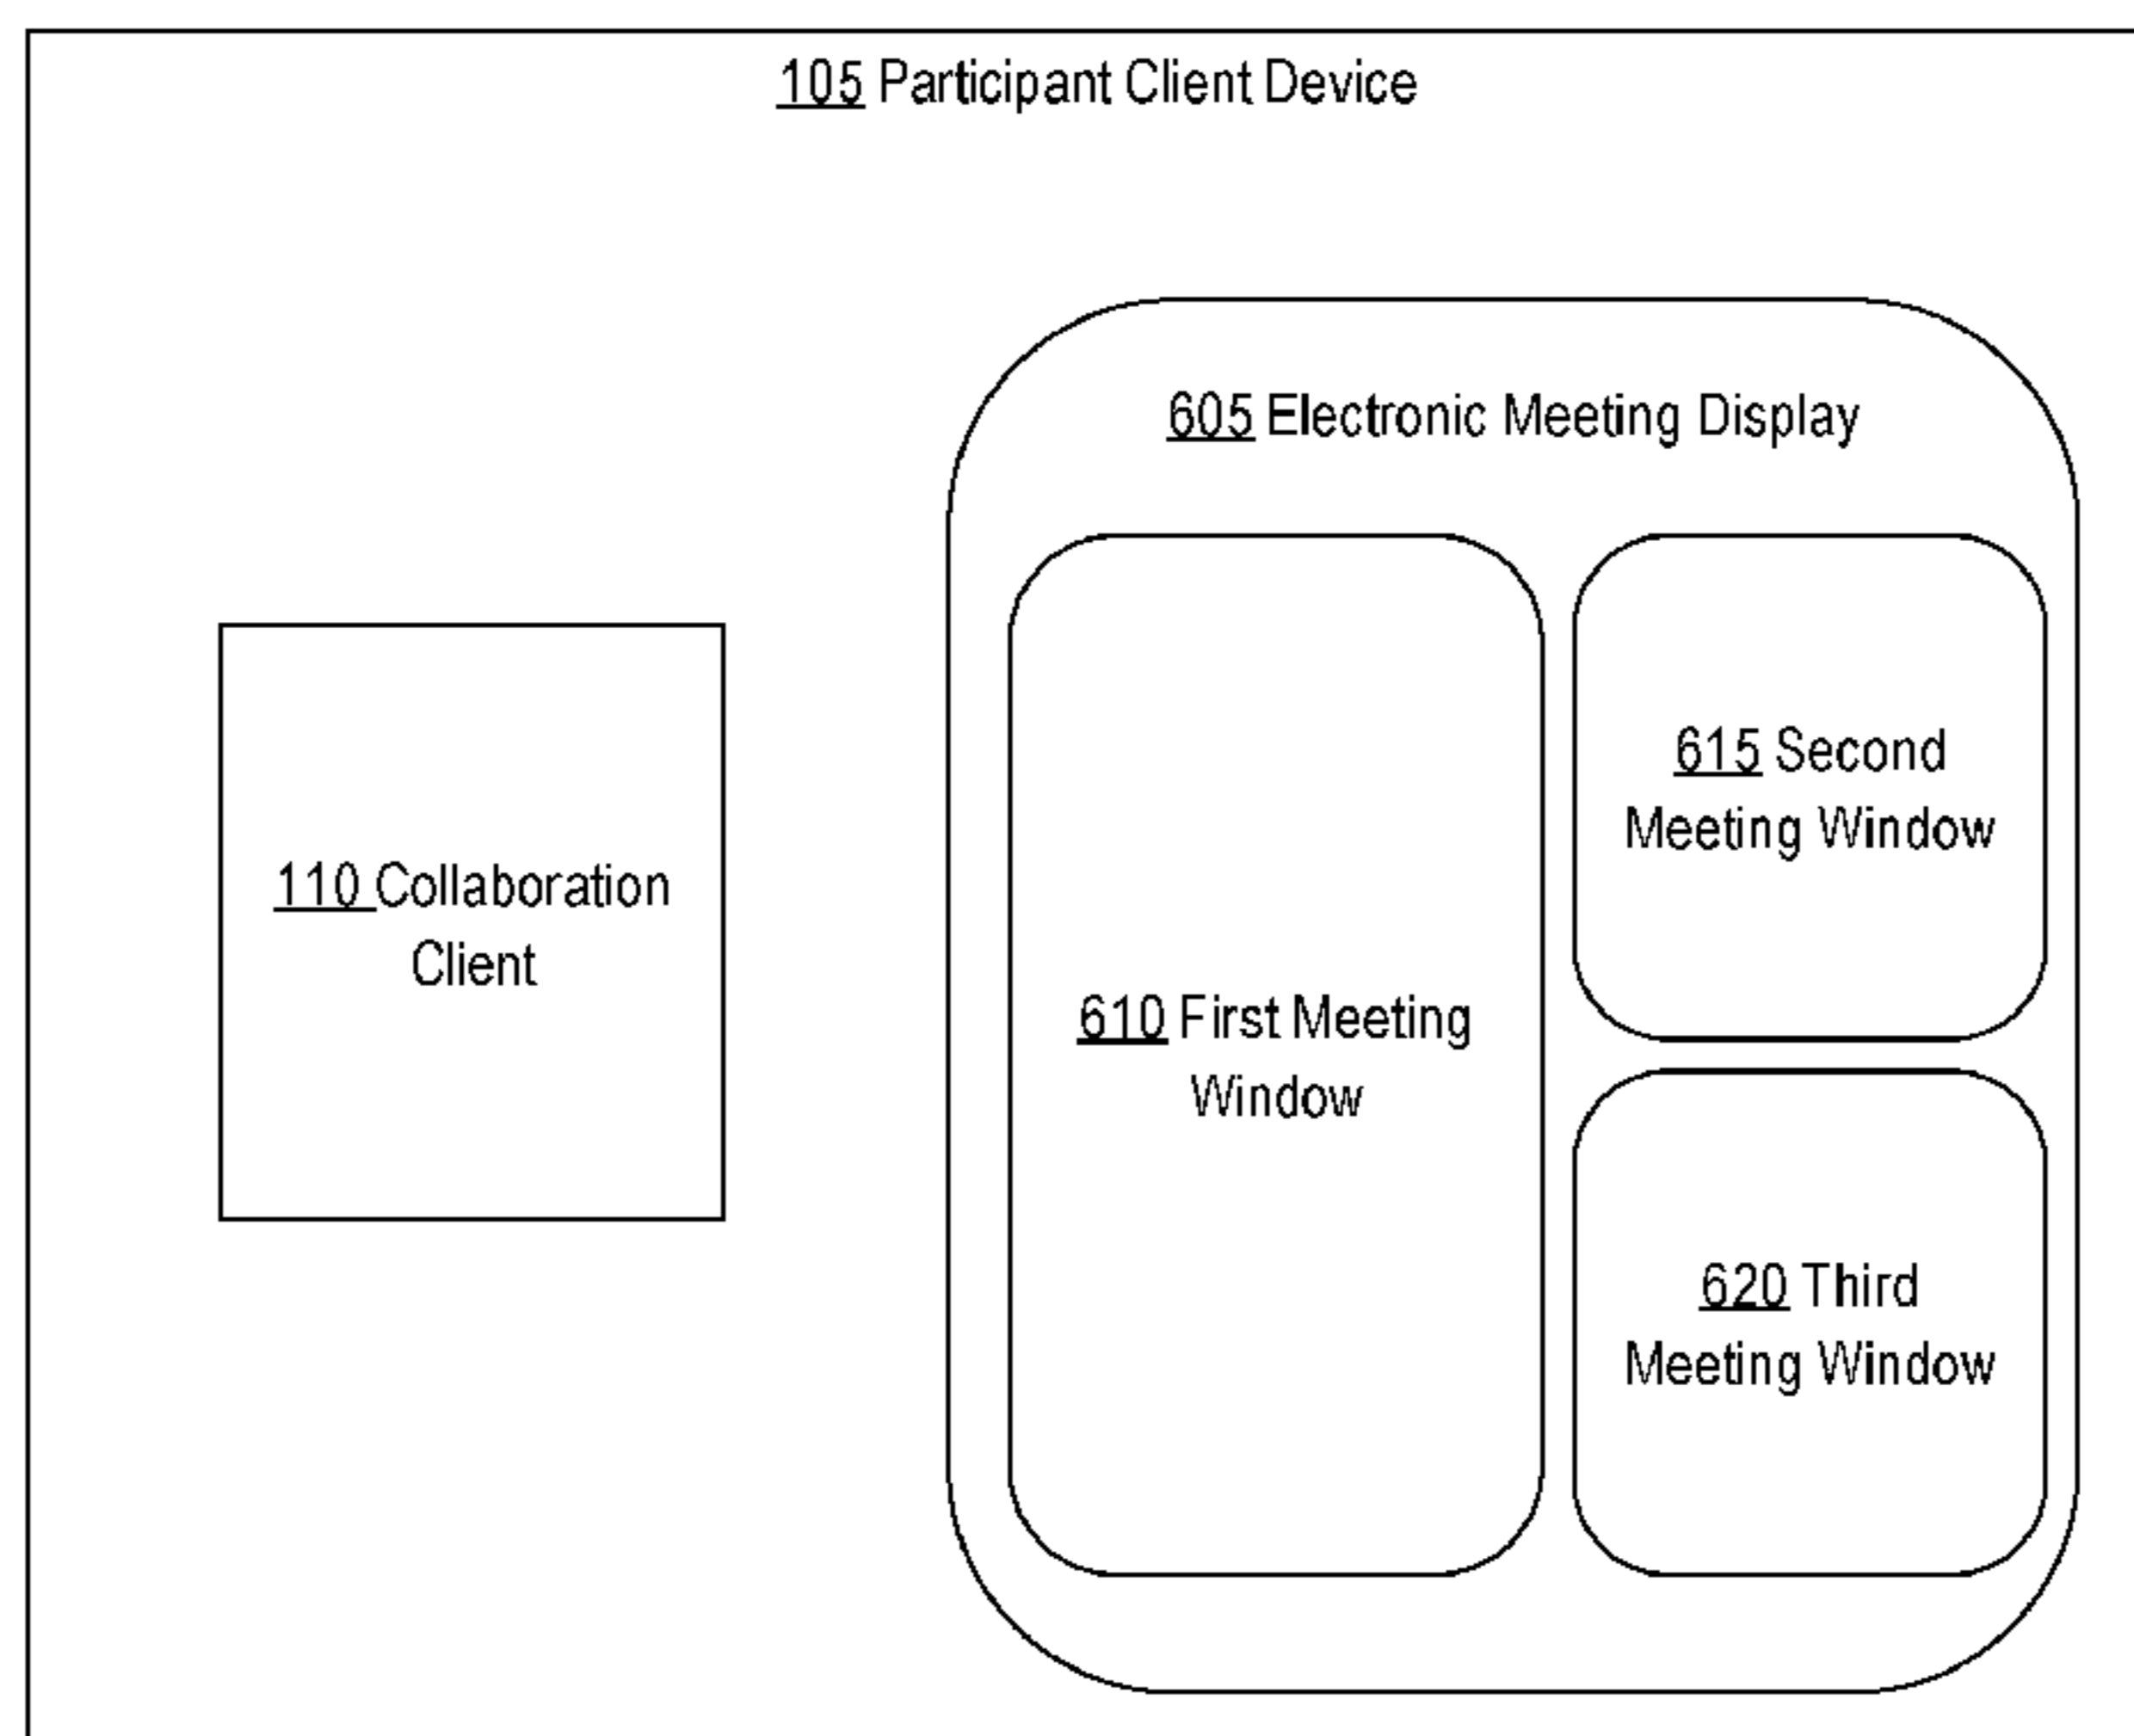 105 Participant Client Device
605 Electronic Meeting Display
110 Collaboration
Client
610 First Meeting
Window
615 Second
Meeting Window
620 Third
Meeting Window